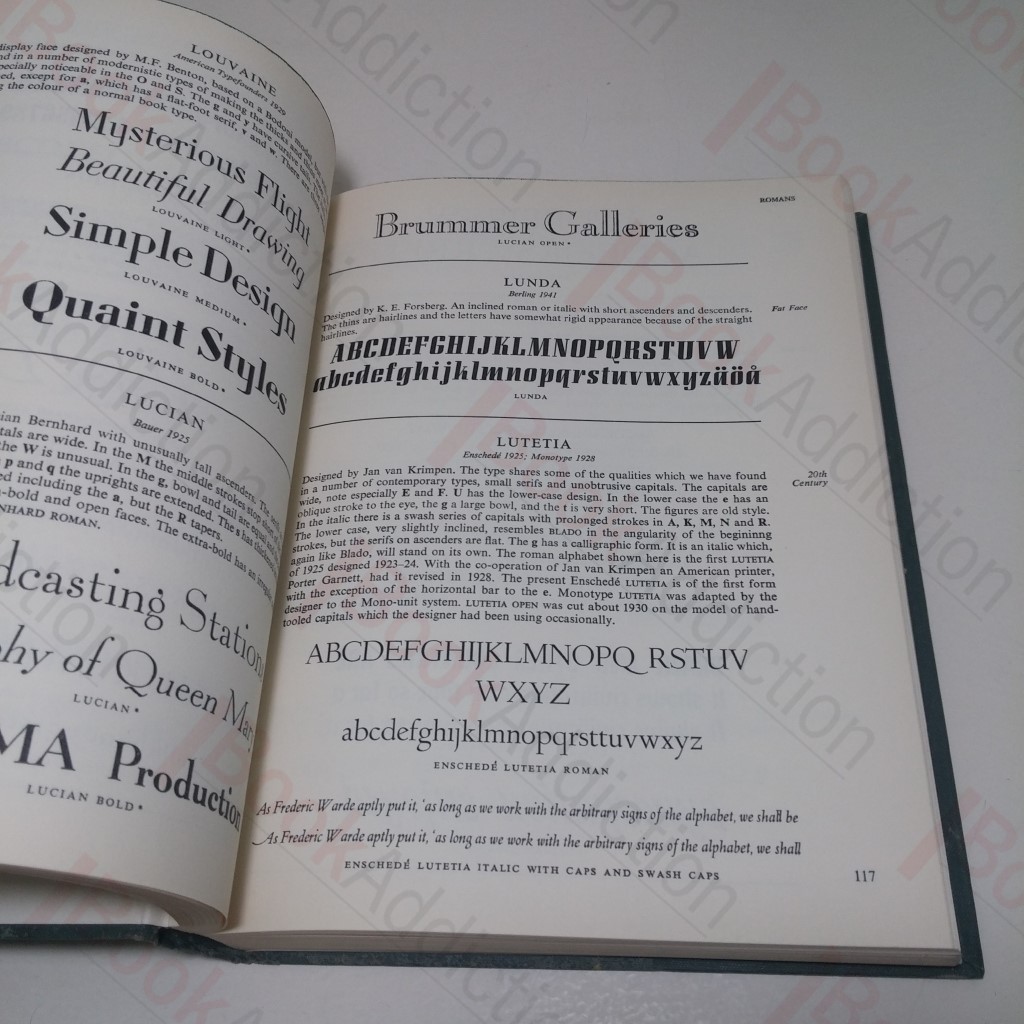 LOUVAINE
American Typefounders 1929
display face designed by M.F. Benton, based on a Bodoni model,
in a number of modernistic types of making the thicks and
especially noticeable in the O and S. The g and y have cursive
except for a, which has a flat-foot serif, v and w. There are
the colour of a normal book type.
Mysterious Flight
Beautiful Drawing
LOUVAINE LIGHT*
Simple Design
LOUVAINE MEDIUM*
Quaint Styles
LOUVAINE BOLD*
LUCIAN
Bauer 1925
Bernhard with unusually tall ascenders. The
are wide. In the M the middle strokes stop
the W is unusual. In the g, bowl and tail are equal
p and q the uprights are extended. The s has
including the a, but the R tapers.
and open faces. The extra-bold has an
ROMAN.
dcasting Station
phy of Queen Mary
LUCIAN*
MA Production
LUCIAN BOLD*
ROMANS
Brummer Galleries
LUCIAN OPEN*
LUNDA
Berling 1941
Designed by K. E. Forsberg. An inclined roman or italic with short ascenders and descenders. Fat Face
The thins are hairlines and the letters have somewhat rigid appearance because of the straight
hairlines.
ABCDEFGHIJKLMNOPQRSTUVW
abcdefghijklmnopqrstuvwxyzäöå
LUNDA
LUTETIA
Enschedé 1925; Monotype 1928
Designed by Jan van Krimpen. The type shares some of the qualities which we have found 20th
in a number of contemporary types, small serifs and unobtrusive capitals. The capitals are Century
wide, note especially E and F. U has the lower-case design. In the lower case the e has an
oblique stroke to the eye, the g a large bowl, and the t is very short. The figures are old style.
In the italic there is a swash series of capitals with prolonged strokes in A, K, M, N and R.
The lower case, very slightly inclined, resembles BLADO in the angularity of the beginning
strokes, but the serifs on ascenders are flat. The g has a calligraphic form. It is an italic which,
again like Blado, will stand on its own. The roman alphabet shown here is the first LUTETIA
of 1925 designed 1923–24. With the co-operation of Jan van Krimpen an American printer,
Porter Garnett, had it revised in 1928. The present Enschedé LUTETIA is of the first form
with the exception of the horizontal bar to the e. Monotype LUTETIA was adapted by the
designer to the Mono-unit system. LUTETIA OPEN was cut about 1930 on the model of hand-
tooled capitals which the designer had been using occasionally.
ABCDEFGHIJKLMNOPQ RSTUV
WXYZ
abcdefghijklmnopqrsttuvwxyz
ENSCHEDÉ LUTETIA ROMAN
As Frederic Warde aptly put it, 'as long as we work with the arbitrary signs of the alphabet, we shall be
As Frederic Warde aptly put it, 'as long as we work with the arbitrary signs of the alphabet, we shall
ENSCHEDÉ LUTETIA ITALIC WITH CAPS AND SWASH CAPS
117
BookAddiction